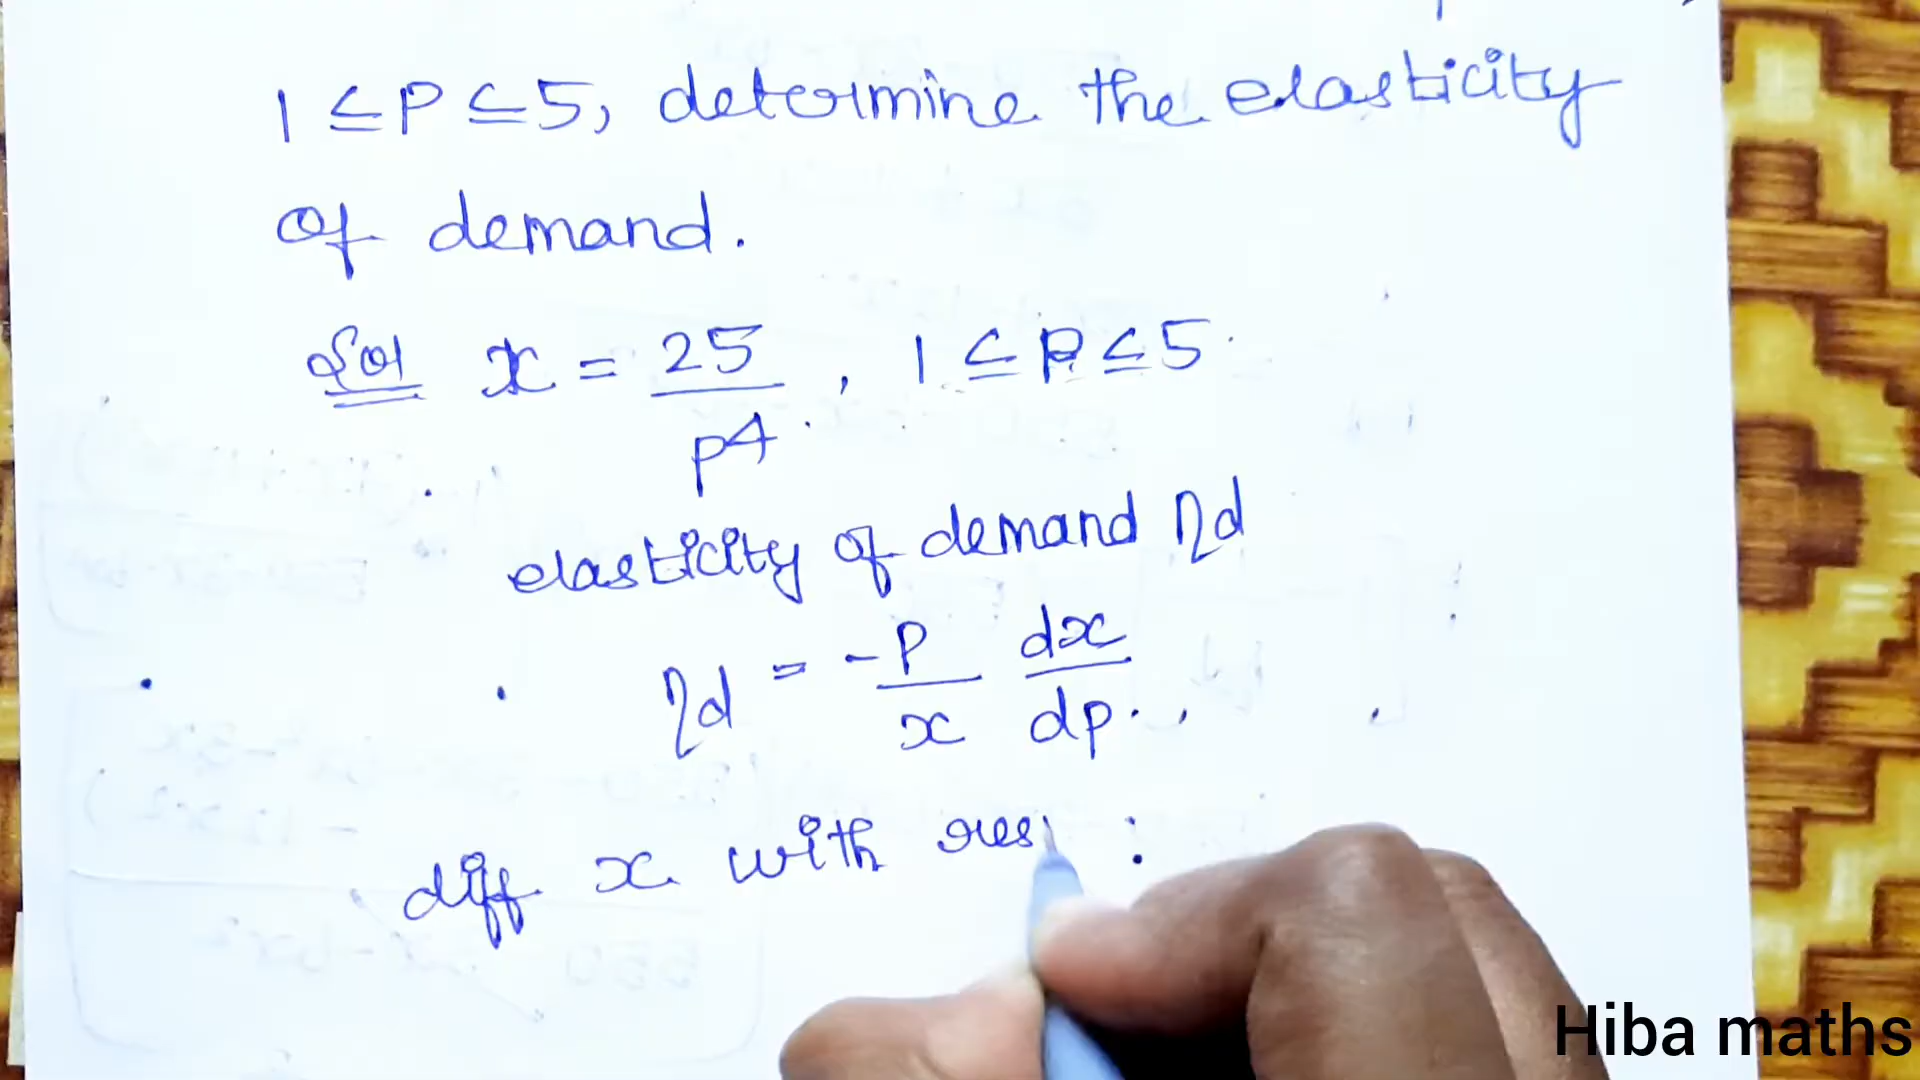 1 ≤ P ≤ 5, determine the elasticity
of demand.
Sol x = 25/p4 , 1 ≤ P ≤ 5.
elasticity of demand ηd
ηd = -P/x dx/dp.
diff x with res
Hiba maths